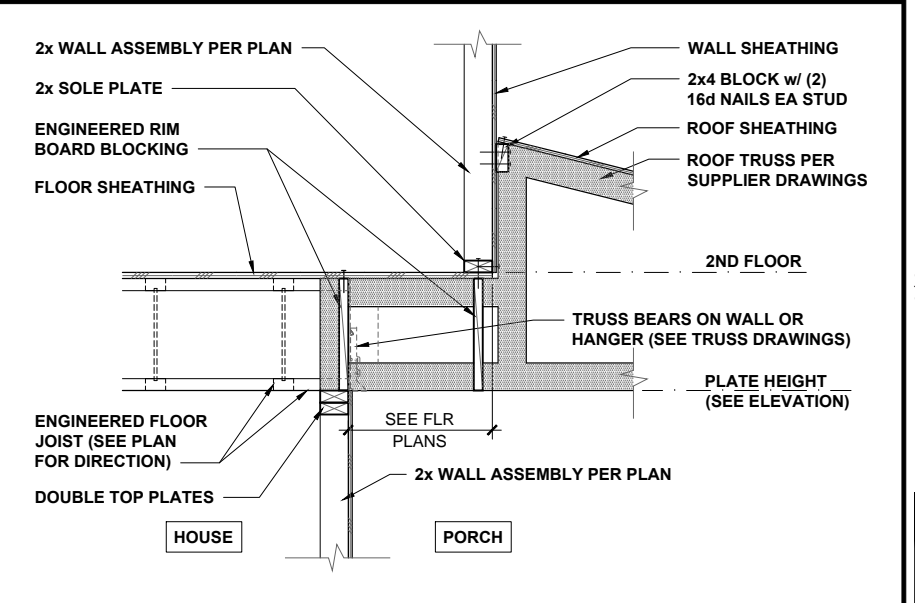 2x WALL ASSEMBLY PER PLAN
2x SOLE PLATE
ENGINEERED RIM
BOARD BLOCKING
FLOOR SHEATHING
WALL SHEATHING
2x4 BLOCK w/ (2)
16d NAILS EA STUD
ROOF SHEATHING
ROOF TRUSS PER
SUPPLIER DRAWINGS
2ND FLOOR
TRUSS BEARS ON WALL OR
HANGER (SEE TRUSS DRAWINGS)
PLATE HEIGHT
(SEE ELEVATION)
ENGINEERED FLOOR
JOIST (SEE PLAN
FOR DIRECTION)
DOUBLE TOP PLATES
SEE FLR
PLANS
2x WALL ASSEMBLY PER PLAN
HOUSE
PORCH